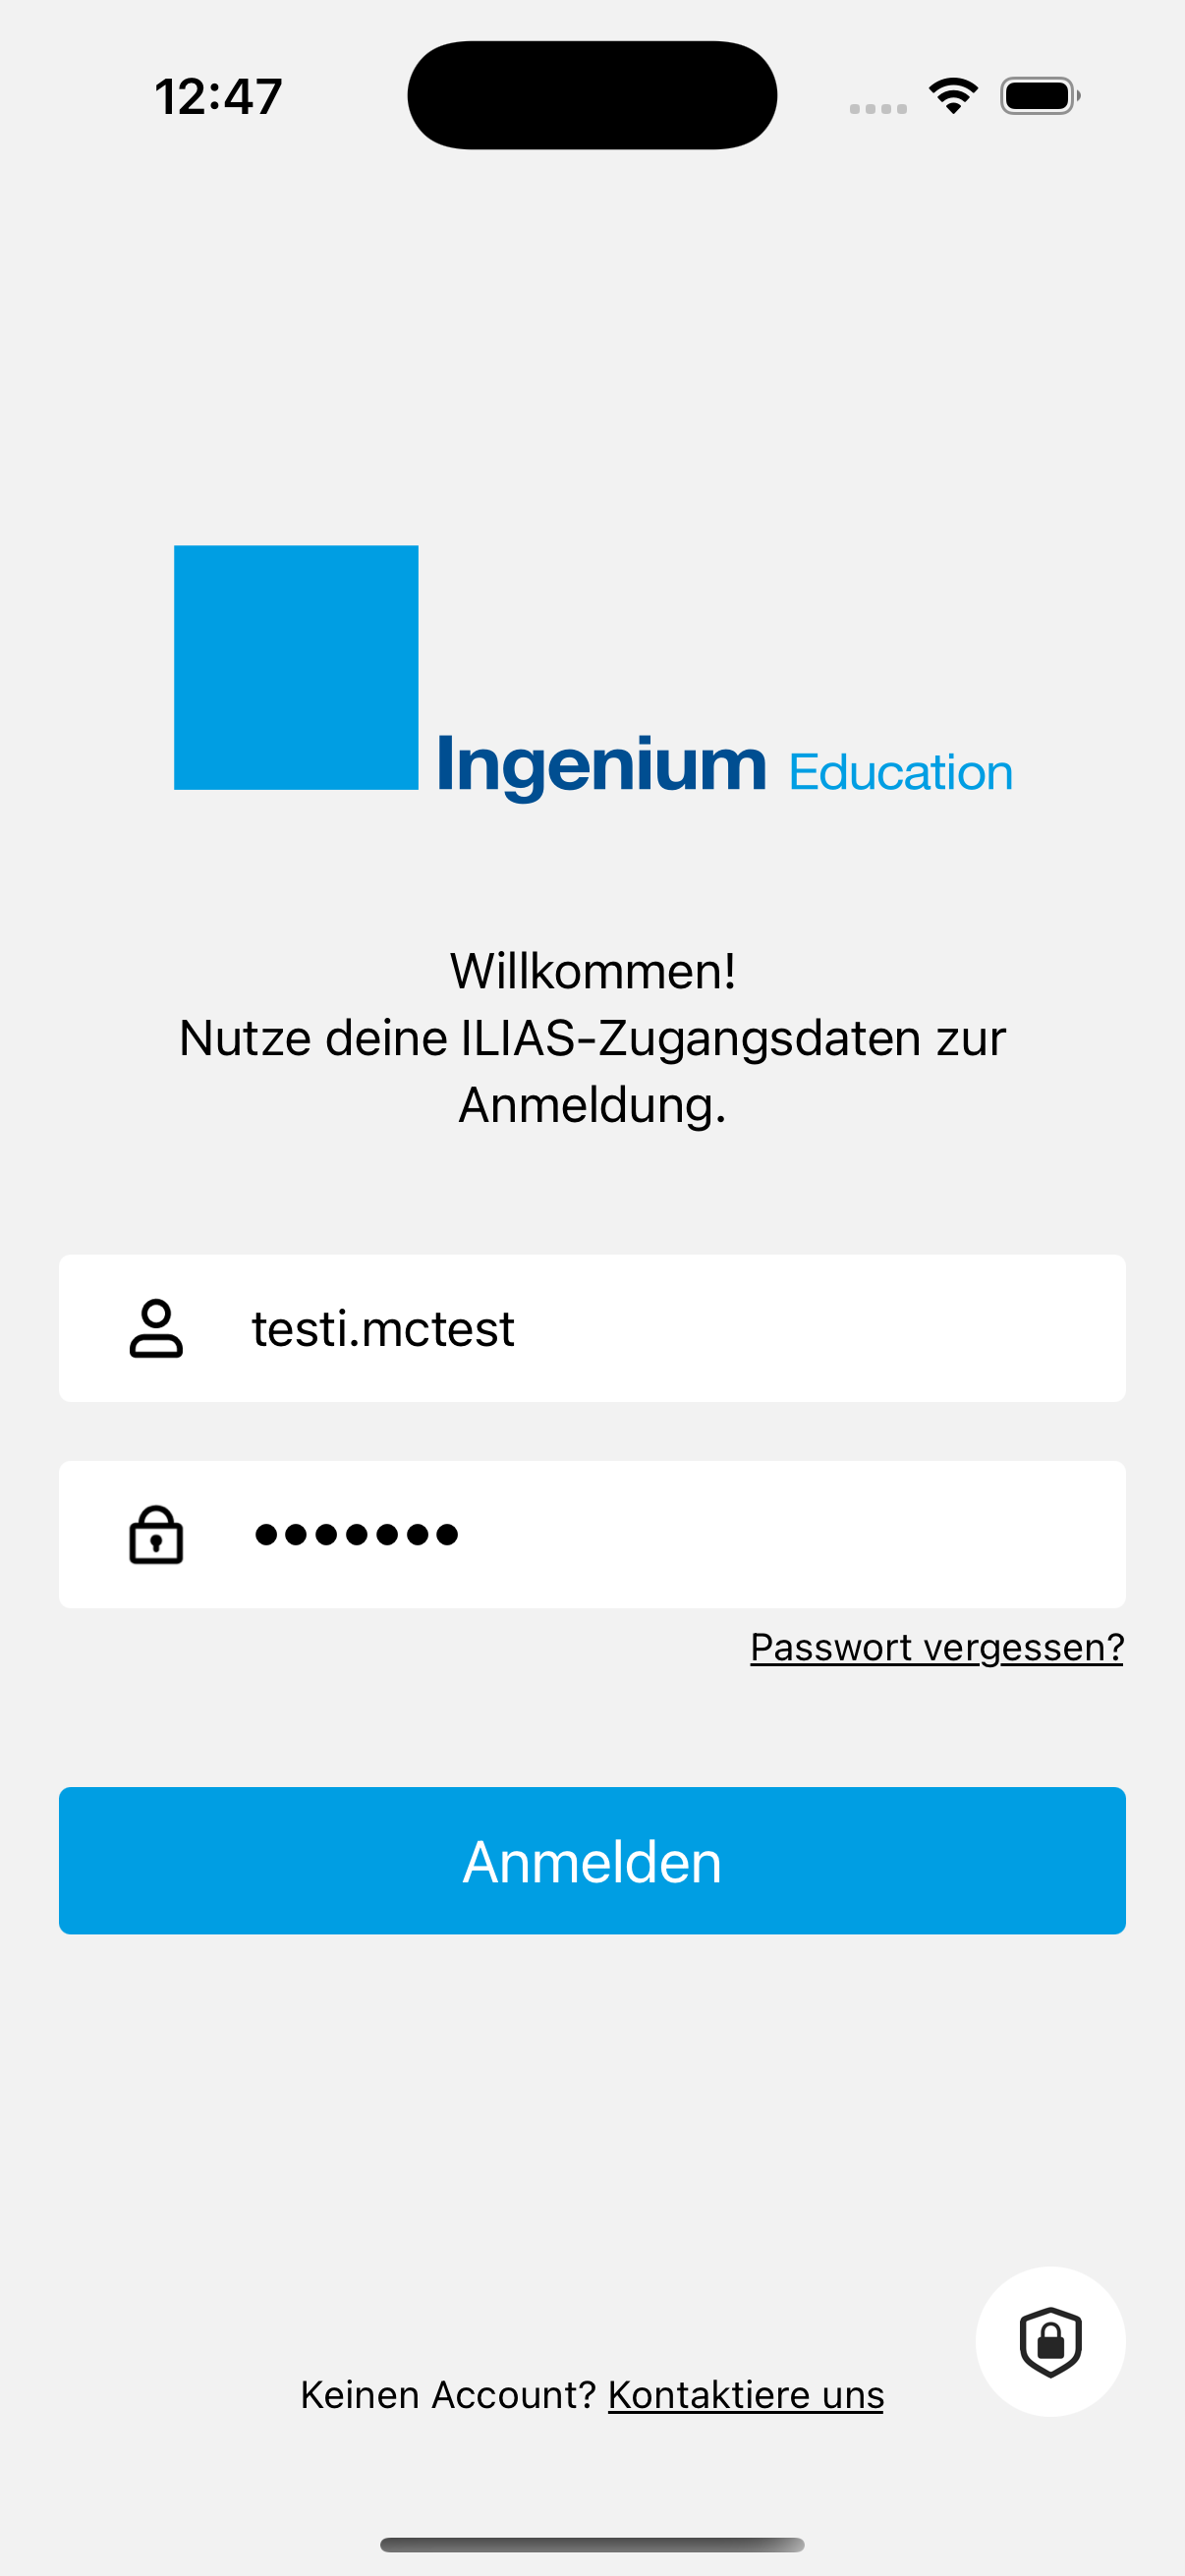 12:47
Ingenium Education
Willkommen!
Nutze deine ILIAS-Zugangsdaten zur
Anmeldung.
testi.mctest
•••••••
Passwort vergessen?
Anmelden
Keinen Account? Kontaktiere uns